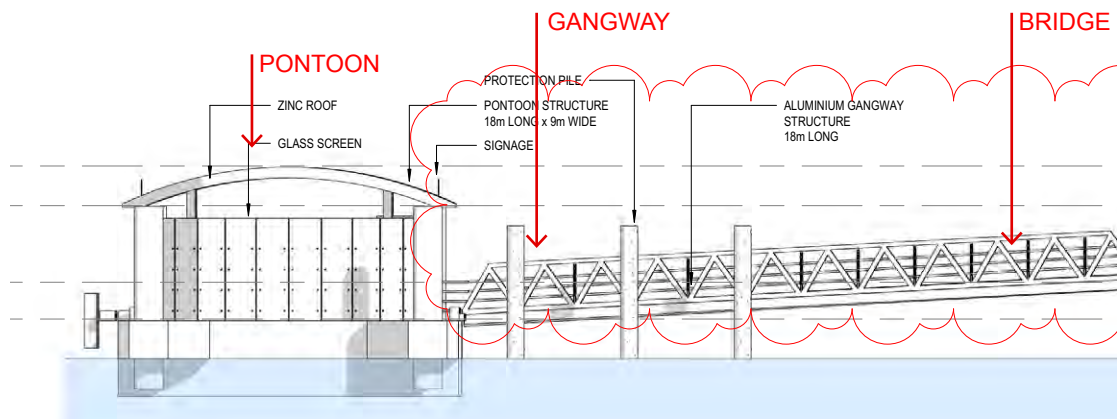 GANGWAY
BRIDGE
PONTOON
PROTECTION PILE
ZINC ROOF
PONTOON STRUCTURE
18m LONG x 9m WIDE
ALUMINIUM GANGWAY
STRUCTURE
18m LONG
GLASS SCREEN
SIGNAGE